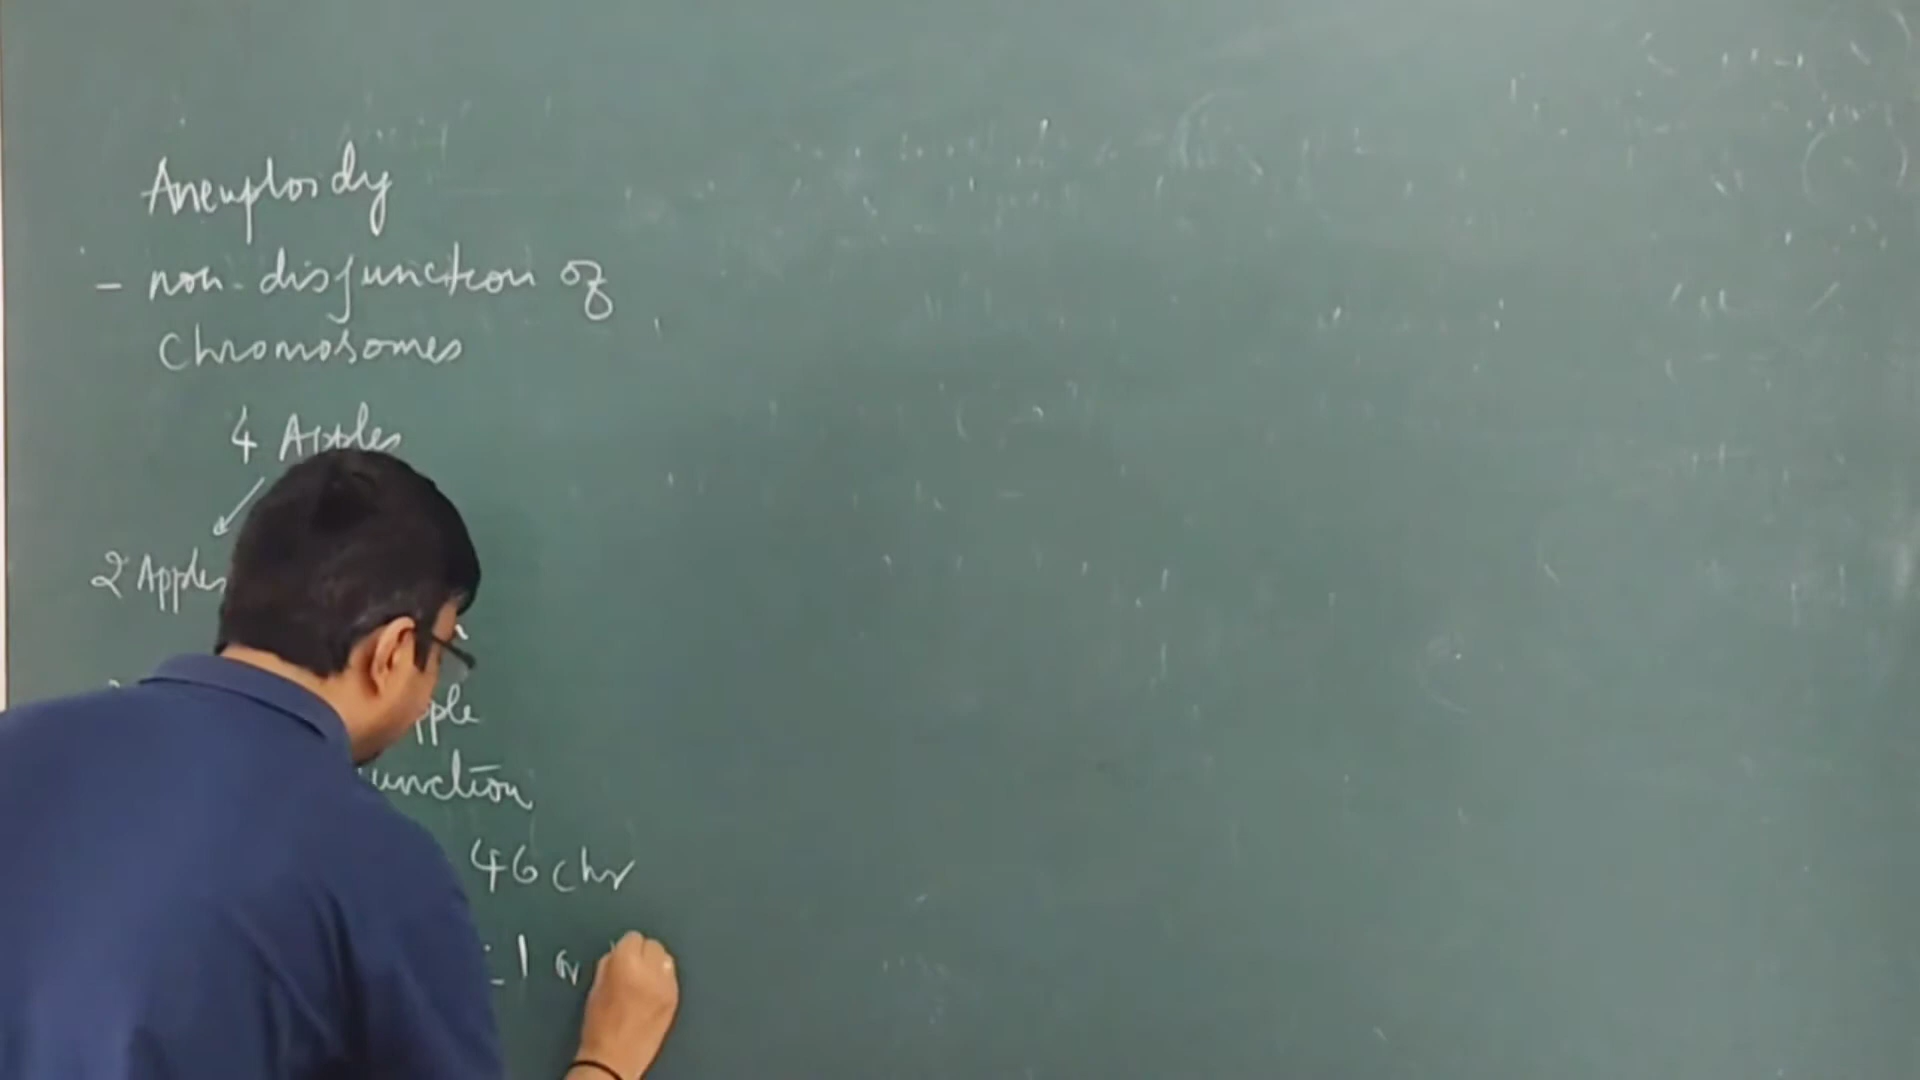 Aneuploidy
- non-disjunction of
chromosomes
4 Apples
2 Apples
pple
unction
46 chr